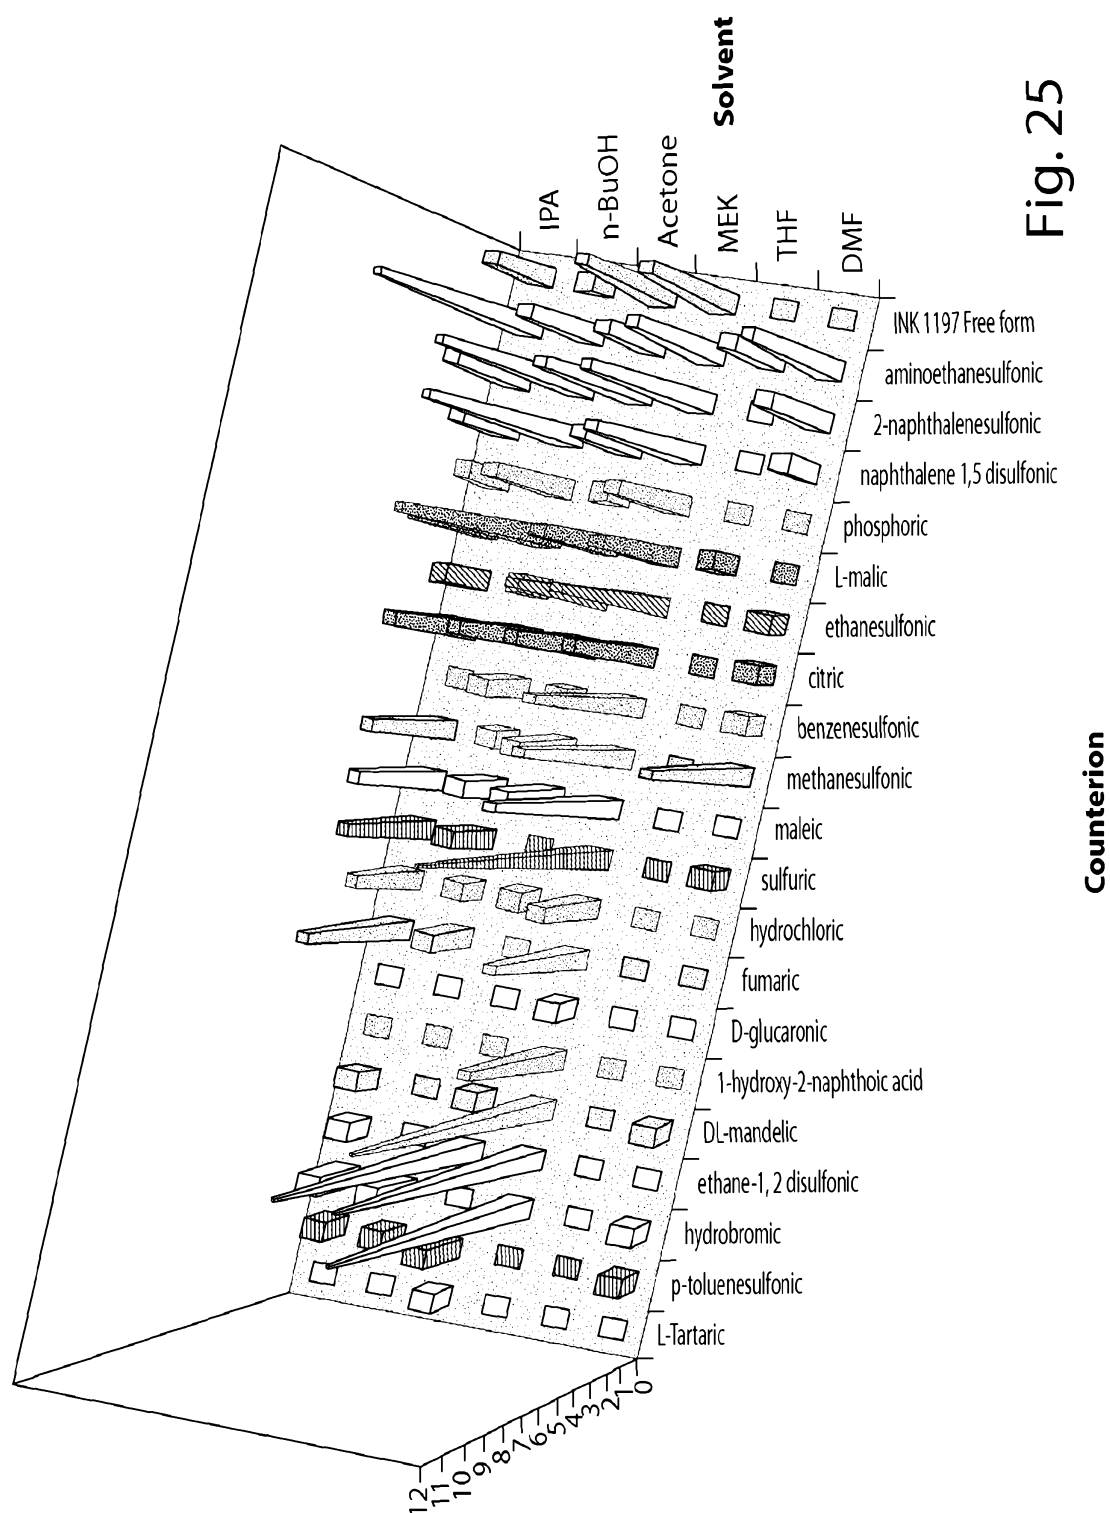 Fig. 25
Solvent
IPA
n-BuOH
Acetone
MEK
THF
DMF
INK 1197 Free form
aminoethanesulfonic
2-naphthalenesulfonic
naphthalene 1,5 disulfonic
phosphoric
L-malic
ethanesulfonic
citric
benzenesulfonic
methanesulfonic
maleic
sulfuric
hydrochloric
fumaric
D-glucaronic
1-hydroxy-2-naphthoic acid
DL-mandelic
ethane-1, 2 disulfonic
hydrobromic
p-toluenesulfonic
L-Tartaric
Counterion
12
11
10
9
8
7
6
5
4
3
2
1
0